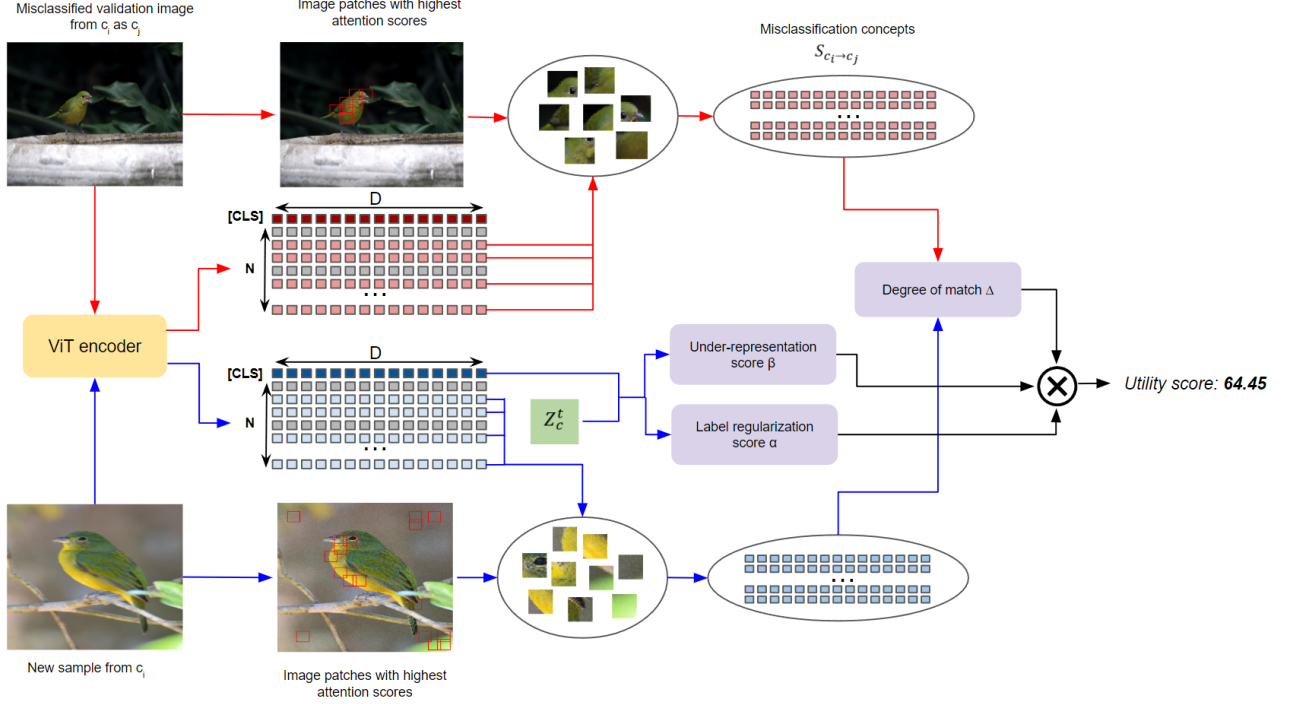 Misclassified validation image
from c_i as c_j
Image patches with highest
attention scores
Misclassification concepts
S_{c_i→c_j}
D
[CLS]
N
...
...
Degree of match Δ
ViT encoder
D
[CLS]
N
...
Z_c^t
Under-representation
score β
Label regularization
score α
Utility score: 64.45
...
New sample from c_i
Image patches with highest
attention scores